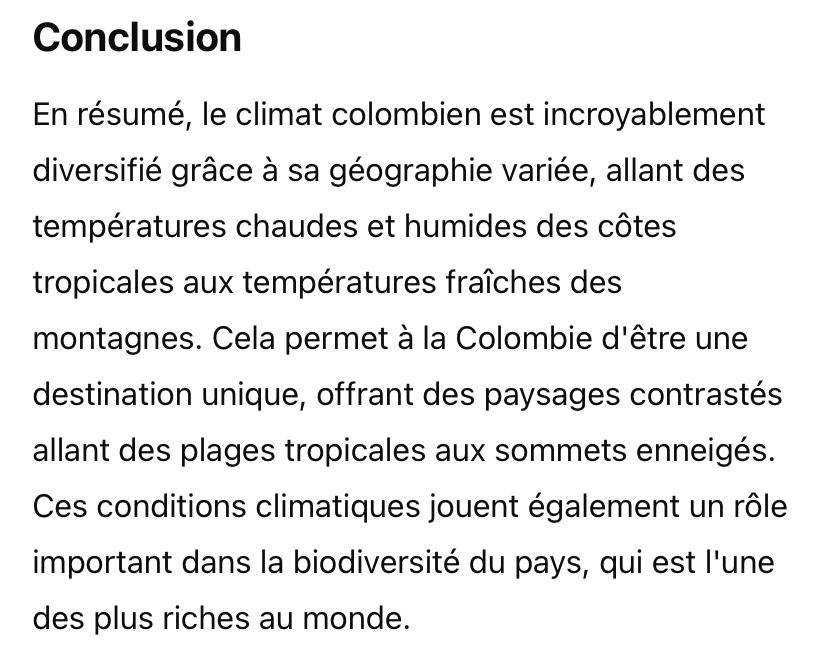 Conclusion
En résumé, le climat colombien est incroyablement
diversifié grâce à sa géographie variée, allant des
températures chaudes et humides des côtes
tropicales aux températures fraîches des
montagnes. Cela permet à la Colombie d'être une
destination unique, offrant des paysages contrastés
allant des plages tropicales aux sommets enneigés.
Ces conditions climatiques jouent également un rôle
important dans la biodiversité du pays, qui est l'une
des plus riches au monde.